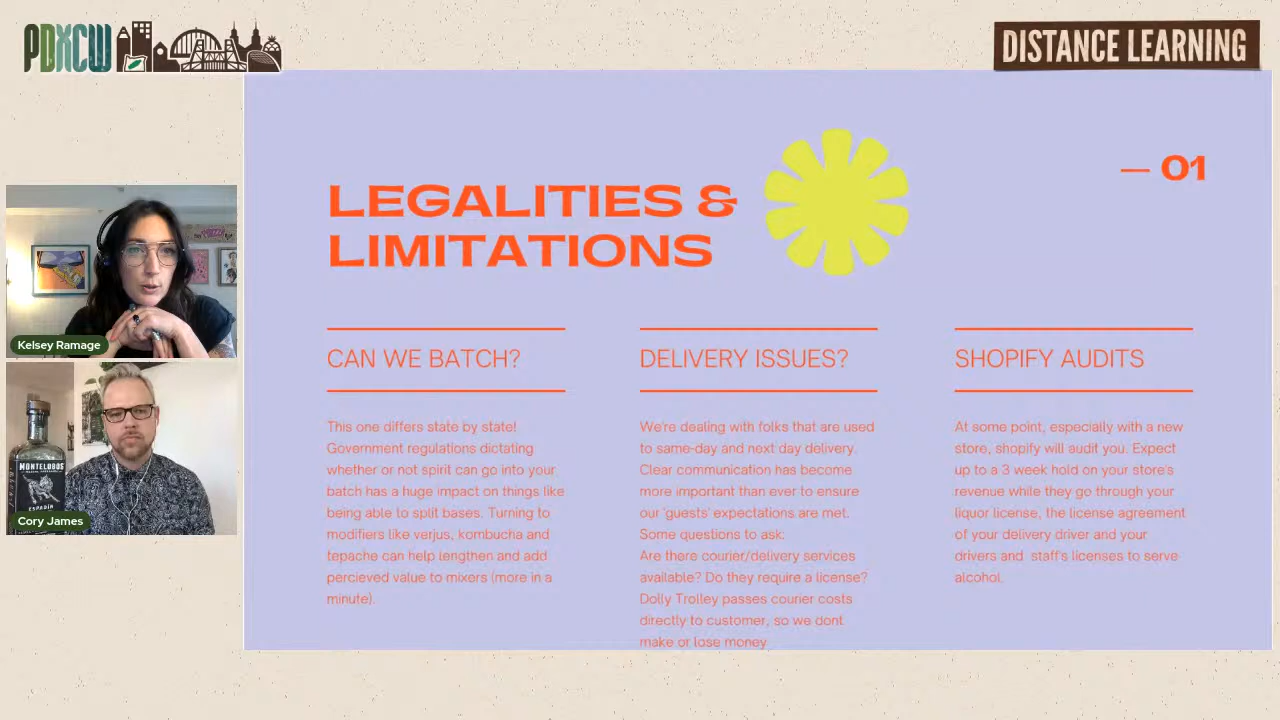 PDXCW
DISTANCE LEARNING
LEGALITIES &
LIMITATIONS
— 01
CAN WE BATCH?
This one differs state by state!
Government regulations dictating
whether or not spirit can go into your
batch has a huge impact on things like
being able to split bases. Turning to
modifiers like verjus, kombucha and
tepache can help lengthen and add
percieved value to mixers (more in a
minute).
DELIVERY ISSUES?
We're dealing with folks that are used
to same-day and next day delivery.
Clear communication has become
more important than ever to ensure
our 'guests' expectations are met.
Some questions to ask:
Are there courier/delivery services
available? Do they require a license?
Dolly Trolley passes courier costs
directly to customer, so we dont
make or lose money
SHOPIFY AUDITS
At some point, especially with a new
store, shopify will audit you. Expect
up to a 3 week hold on your store's
revenue while they go through your
liquor license, the license agreement
of your delivery driver and your
drivers and staff's licenses to serve
alcohol.
Kelsey Ramage
MONTELOBOS
ESPADÍN
Cory James